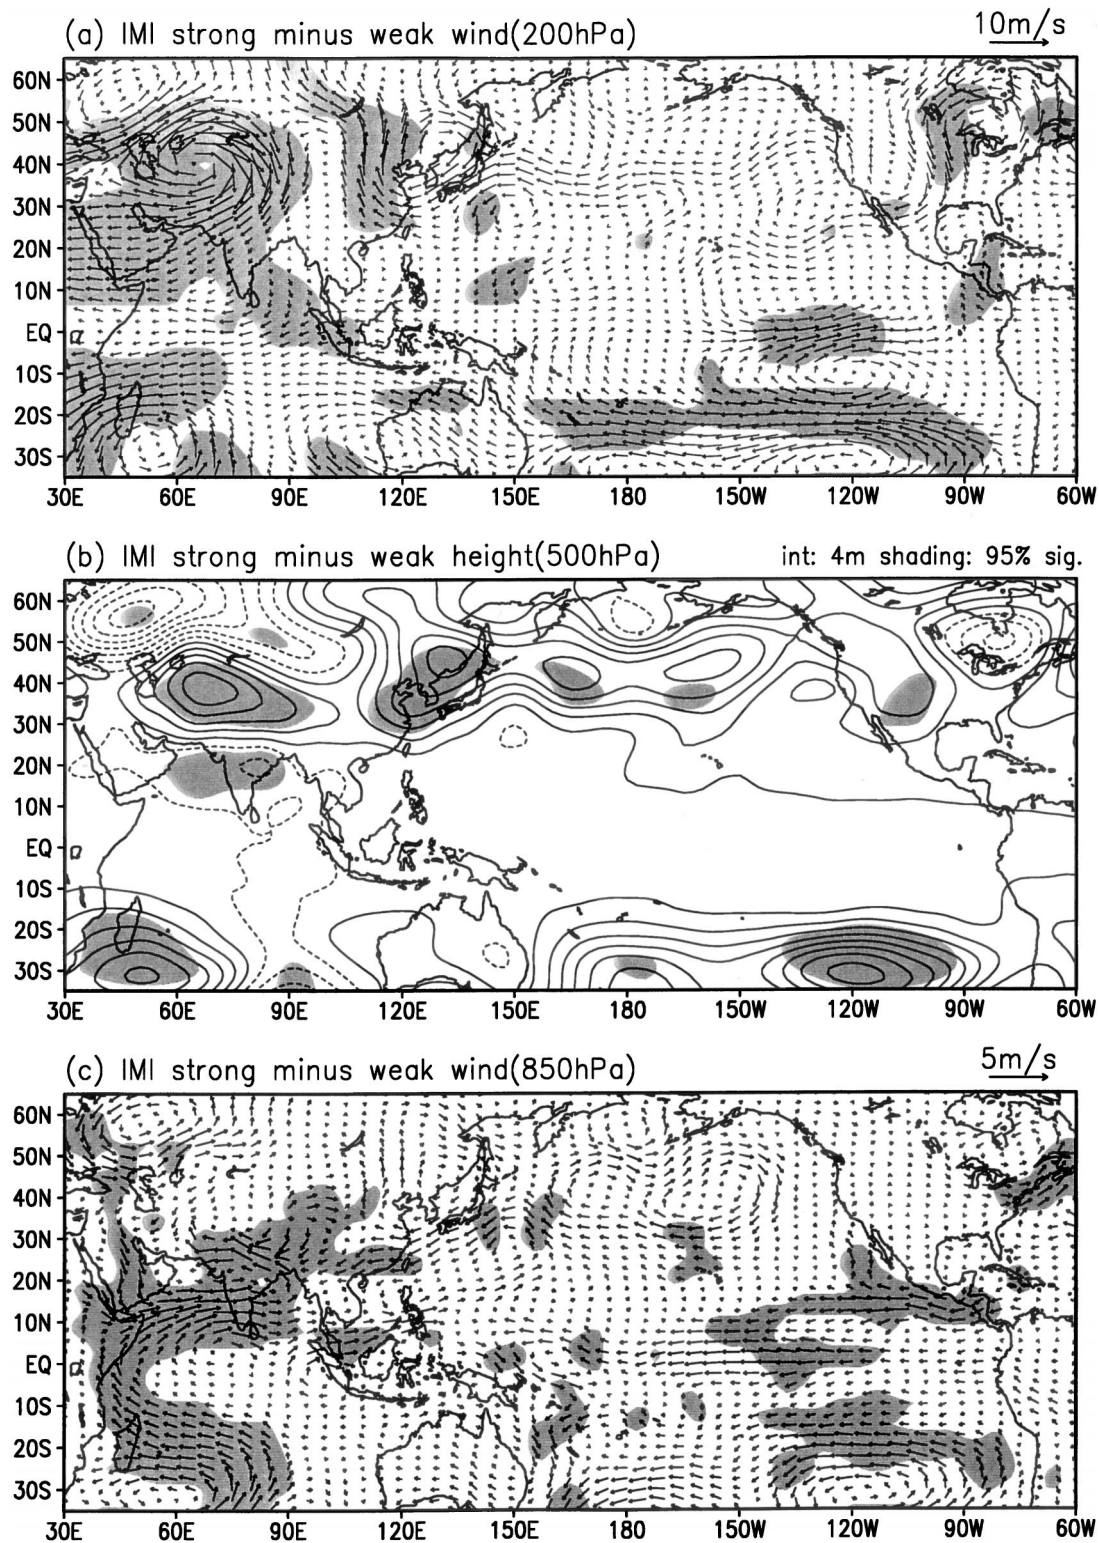 (a) IMI strong minus weak wind(200hPa) 10m/s
60N
50N
40N
30N
20N
10N
EQ
10S
20S
30S
30E 60E 90E 120E 150E 180 150W 120W 90W 60W
(b) IMI strong minus weak height(500hPa) int: 4m shading: 95% sig.
60N
50N
40N
30N
20N
10N
EQ
10S
20S
30S
30E 60E 90E 120E 150E 180 150W 120W 90W 60W
(c) IMI strong minus weak wind(850hPa) 5m/s
60N
50N
40N
30N
20N
10N
EQ
10S
20S
30S
30E 60E 90E 120E 150E 180 150W 120W 90W 60W